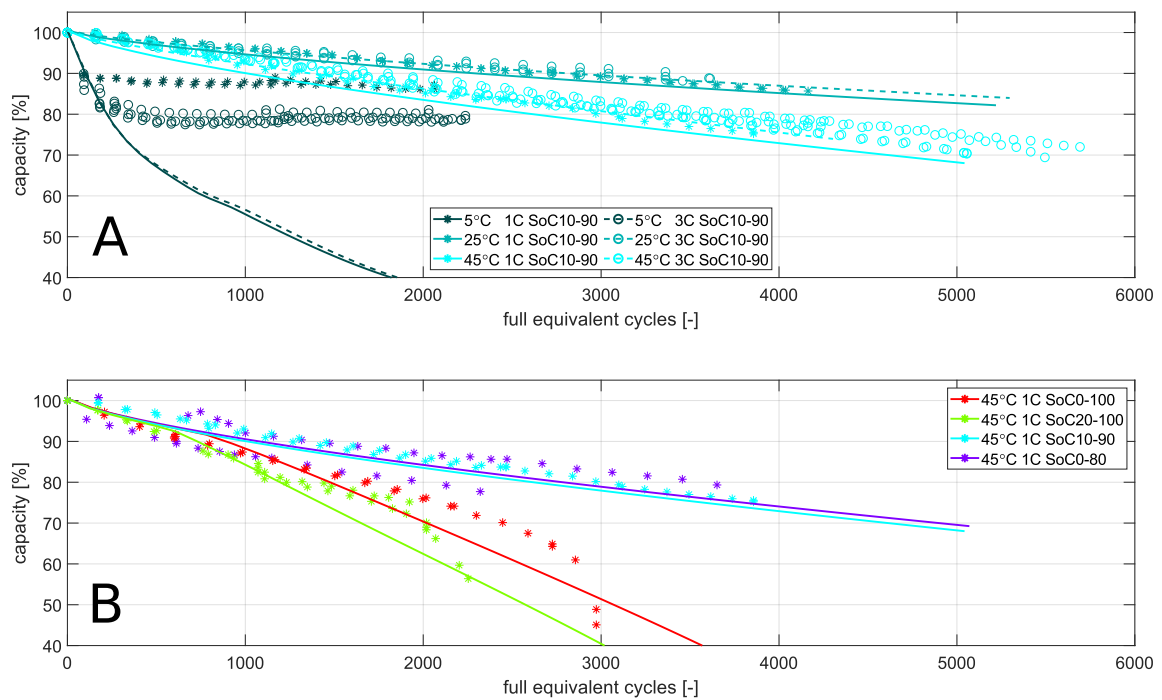 100
90
80
70
60
50
40
capacity [%]
A
5°C 1C SoC10-90
5°C 3C SoC10-90
25°C 1C SoC10-90
25°C 3C SoC10-90
45°C 1C SoC10-90
45°C 3C SoC10-90
0 1000 2000 3000 4000 5000 6000
full equivalent cycles [-]
100
90
80
70
60
50
40
capacity [%]
B
45°C 1C SoC0-100
45°C 1C SoC20-100
45°C 1C SoC10-90
45°C 1C SoC0-80
0 1000 2000 3000 4000 5000 6000
full equivalent cycles [-]